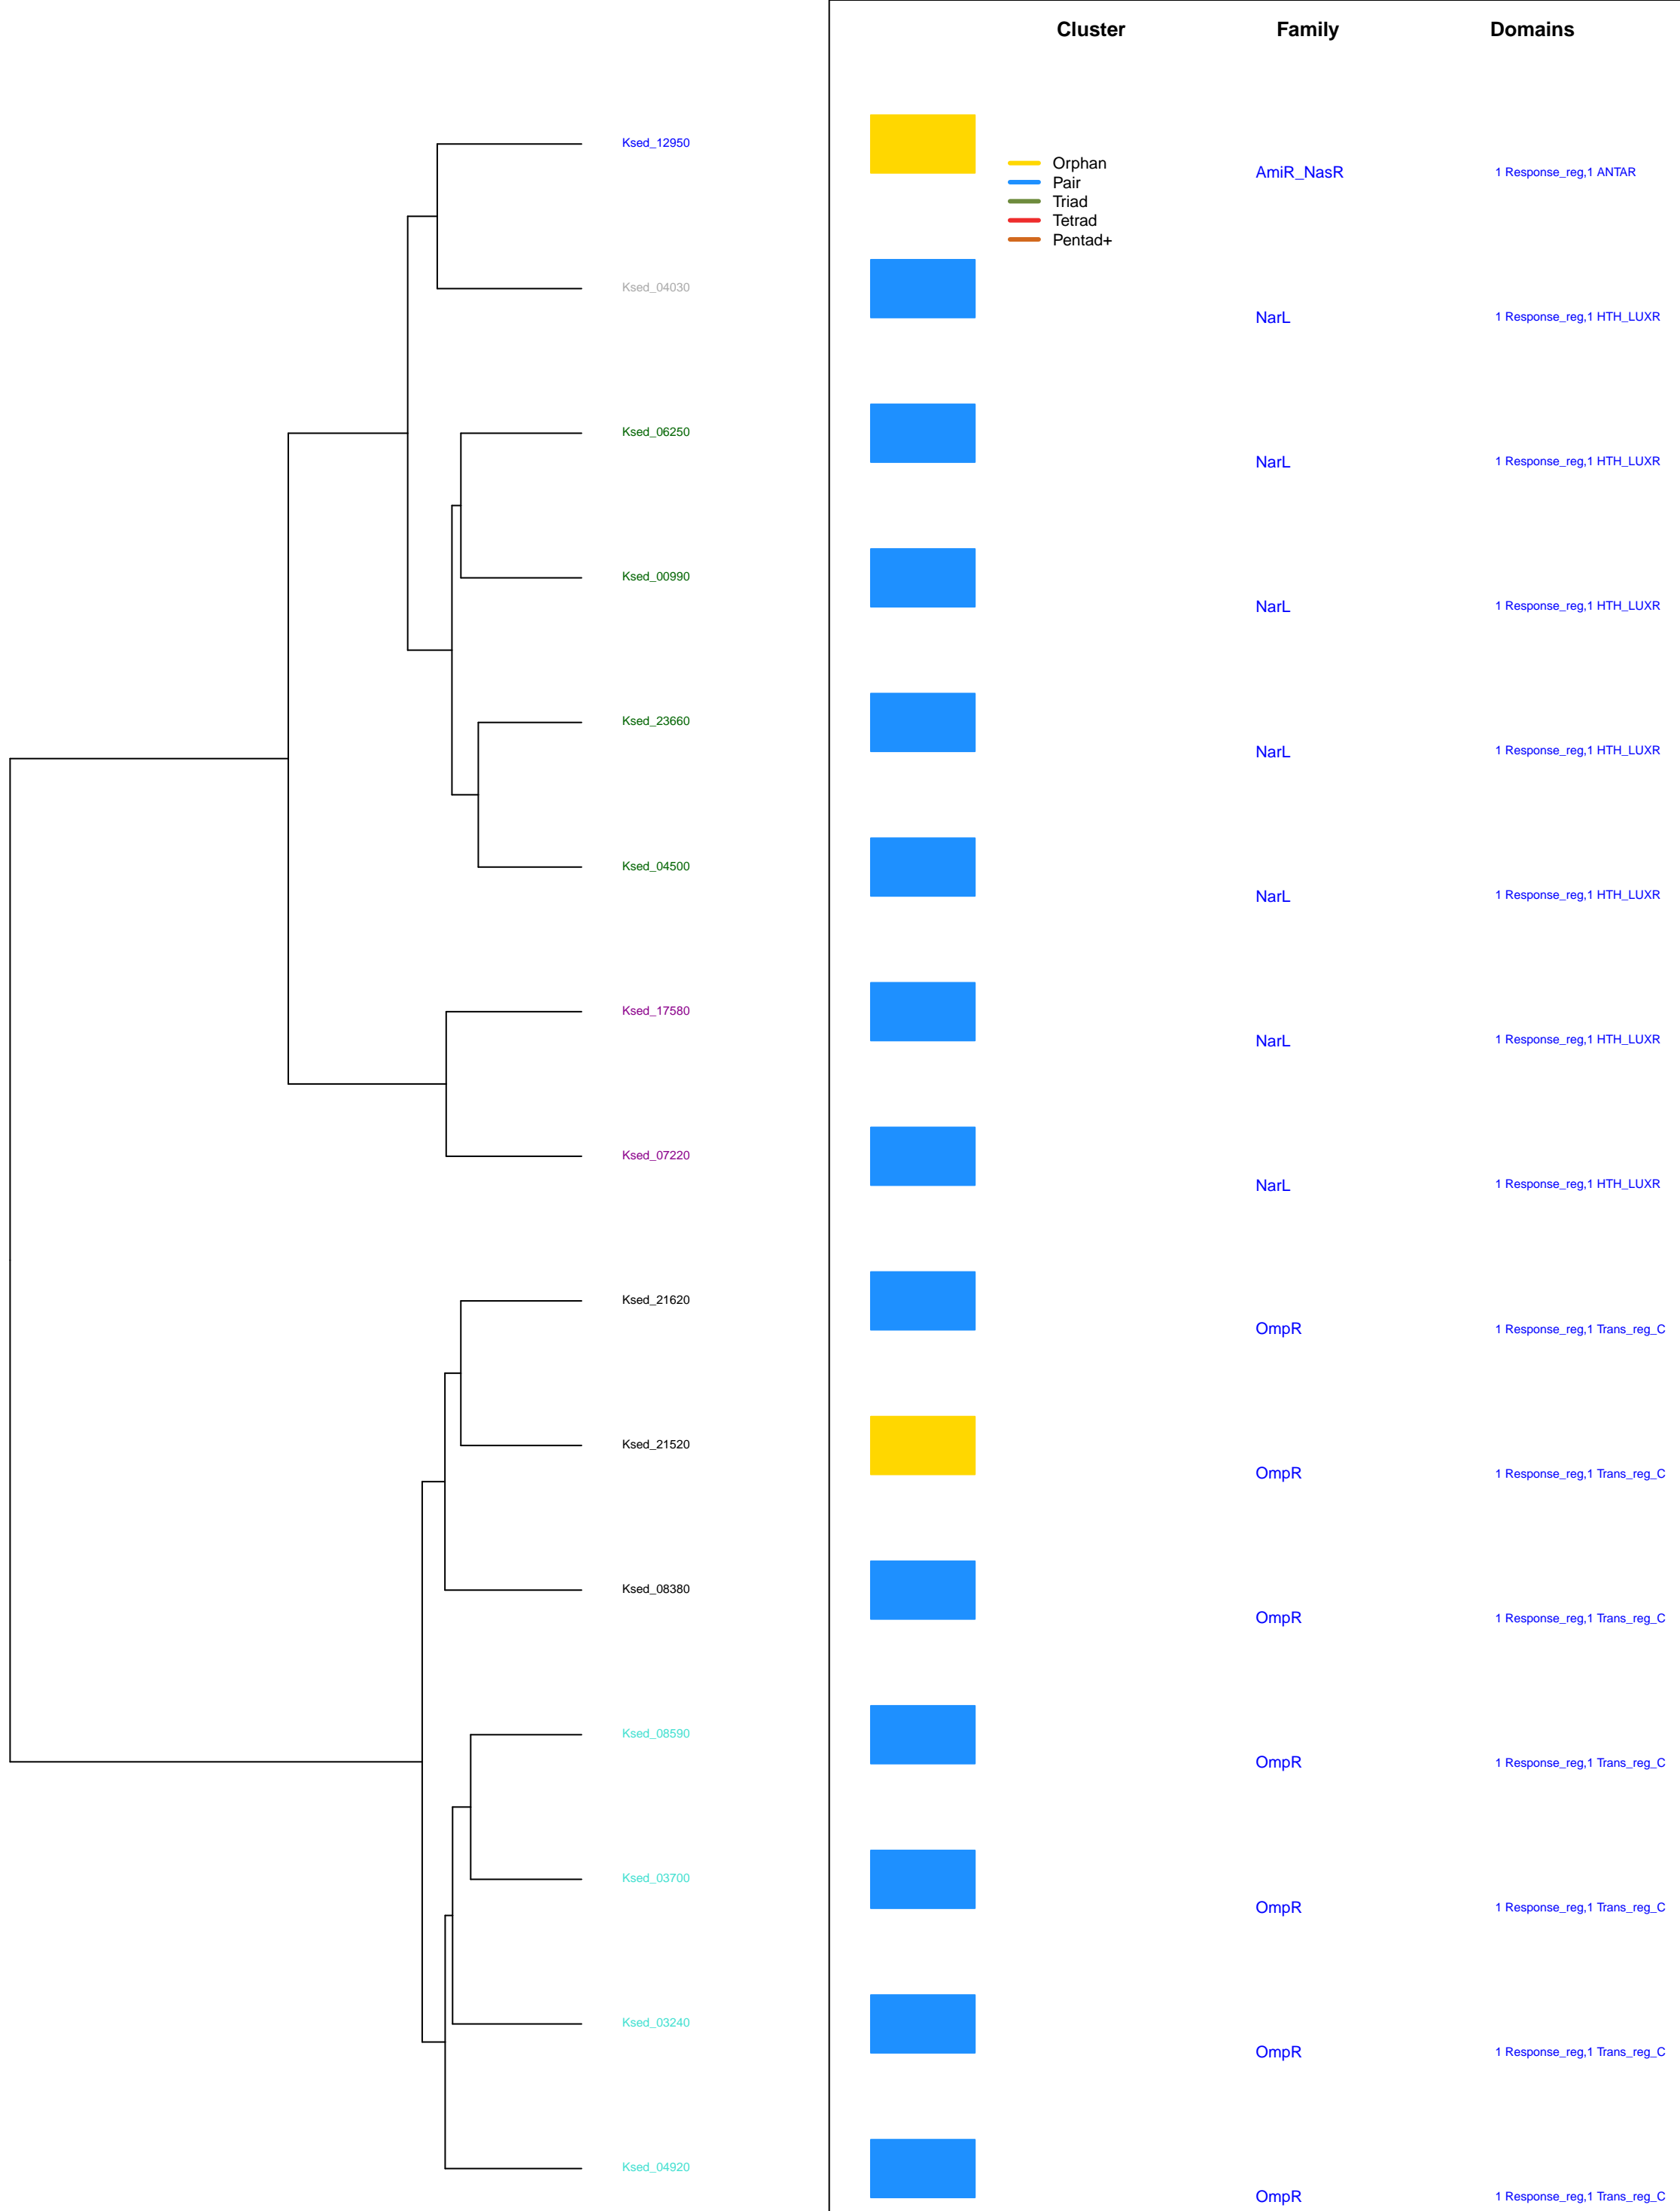 Cluster Family Domains
Ksed_12950
Orphan
AmiR_NasR 1 Response_reg,1 ANTAR
Pair
Triad
Tetrad
Pentad+
Ksed_04030
NarL 1 Response_reg,1 HTH_LUXR
Ksed_06250
NarL 1 Response_reg,1 HTH_LUXR
Ksed_00990
NarL 1 Response_reg,1 HTH_LUXR
Ksed_23660
NarL 1 Response_reg,1 HTH_LUXR
Ksed_04500
NarL 1 Response_reg,1 HTH_LUXR
Ksed_17580
NarL 1 Response_reg,1 HTH_LUXR
Ksed_07220
NarL 1 Response_reg,1 HTH_LUXR
Ksed_21620
OmpR 1 Response_reg,1 Trans_reg_C
Ksed_21520
OmpR 1 Response_reg,1 Trans_reg_C
Ksed_08380
OmpR 1 Response_reg,1 Trans_reg_C
Ksed_08590
OmpR 1 Response_reg,1 Trans_reg_C
Ksed_03700
OmpR 1 Response_reg,1 Trans_reg_C
Ksed_03240
OmpR 1 Response_reg,1 Trans_reg_C
Ksed_04920
OmpR 1 Response_reg,1 Trans_reg_C